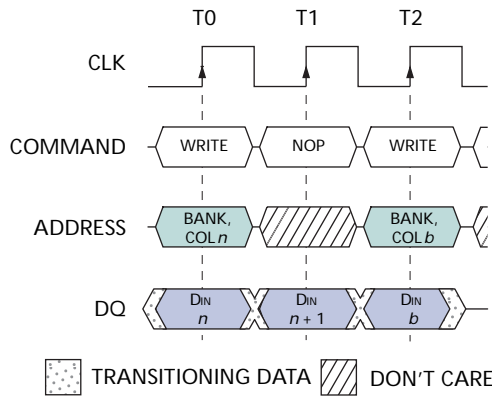 T0 T1 T2
CLK
COMMAND WRITE NOP WRITE
ADDRESS BANK, COL n BANK, COL b
DQ DIN n DIN n + 1 DIN b
TRANSITIONING DATA DON'T CARE